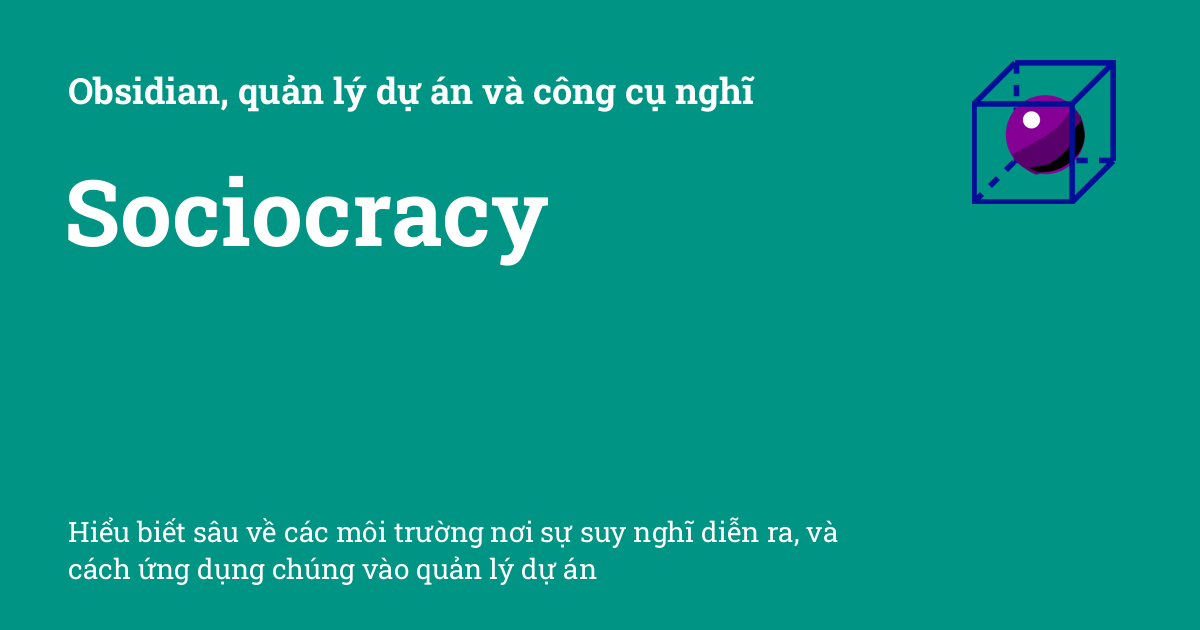 Obsidian, quản lý dự án và công cụ nghĩ
Sociocracy
Hiểu biết sâu về các môi trường nơi sự suy nghĩ diễn ra, và
cách ứng dụng chúng vào quản lý dự án